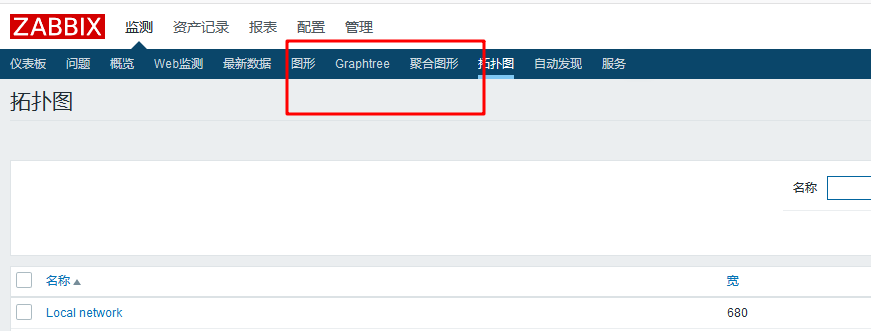 ZABBIX 监测 资产记录 报表 配置 管理
仪表板 问题 概览 Web监测 最新数据 图形 Graphtree 聚合图形 拓扑图 自动发现 服务
拓扑图
名称
名称 宽
Local network 680